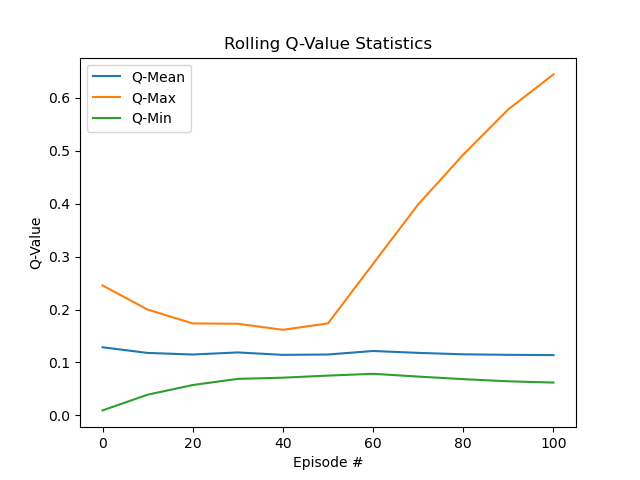 Rolling Q-Value Statistics
Q-Mean
Q-Max
Q-Min
Q-Value
0.6
0.5
0.4
0.3
0.2
0.1
0.0
0 20 40 60 80 100
Episode #